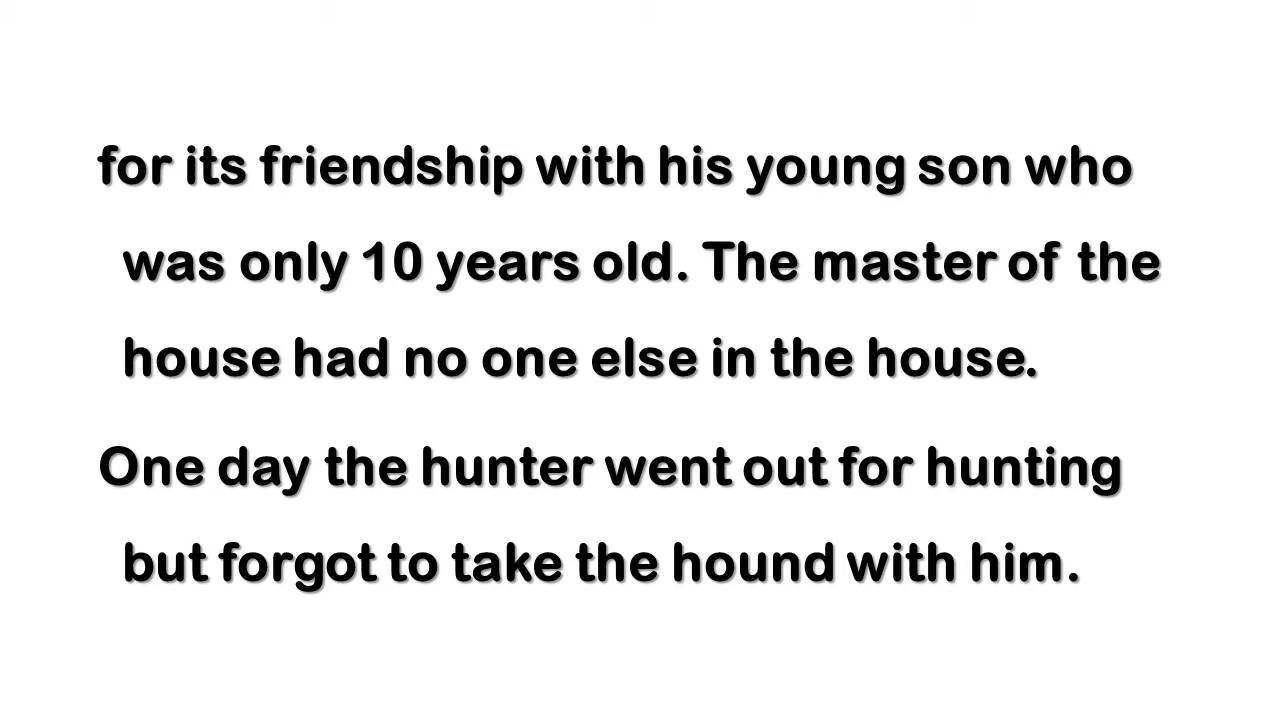 for its friendship with his young son who
was only 10 years old. The master of the
house had no one else in the house.
One day the hunter went out for hunting
but forgot to take the hound with him.